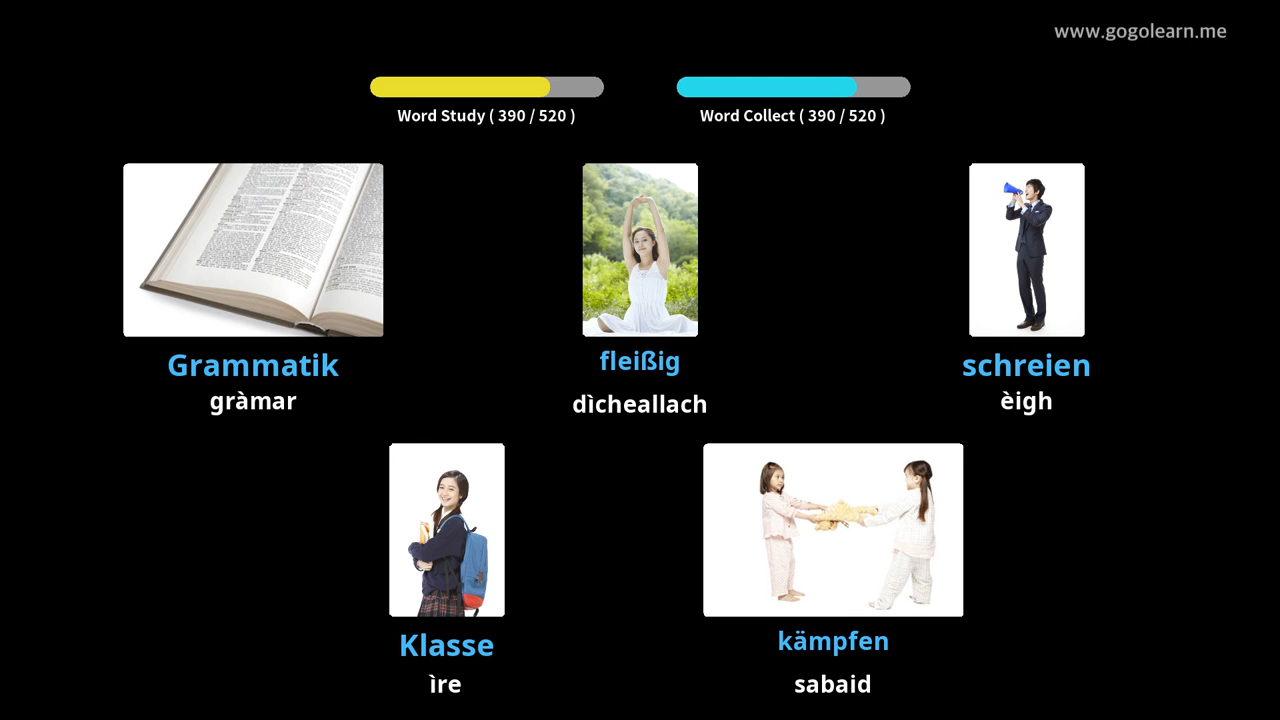 www.gogolearn.me
Word Study ( 390 / 520 )
Word Collect ( 390 / 520 )
Grammatik
gràmar
fleißig
dìcheallach
schreien
èigh
Klasse
ìre
kämpfen
sabaid